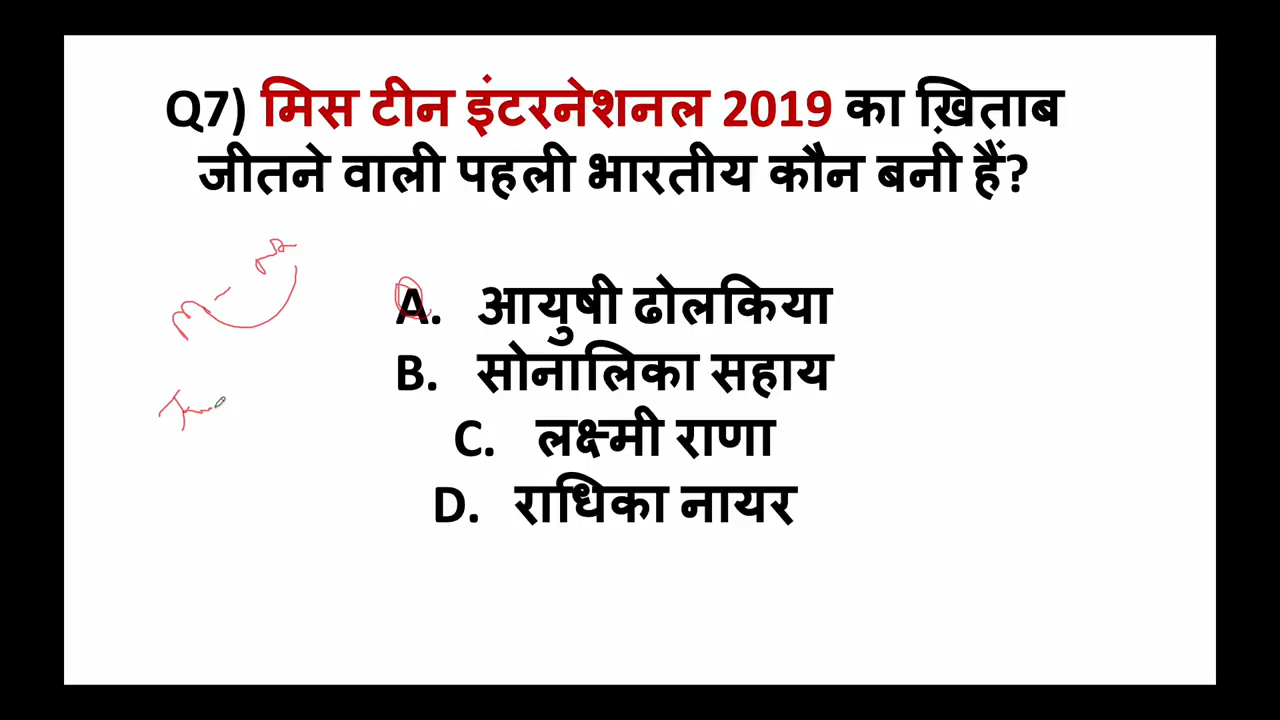 Q7) मिस टीन इंटरनेशनल 2019 का ख़िताब
जीतने वाली पहली भारतीय कौन बनी हैं?
A. आयुषी ढोलकिया
B. सोनालिका सहाय
C. लक्ष्मी राणा
D. राधिका नायर